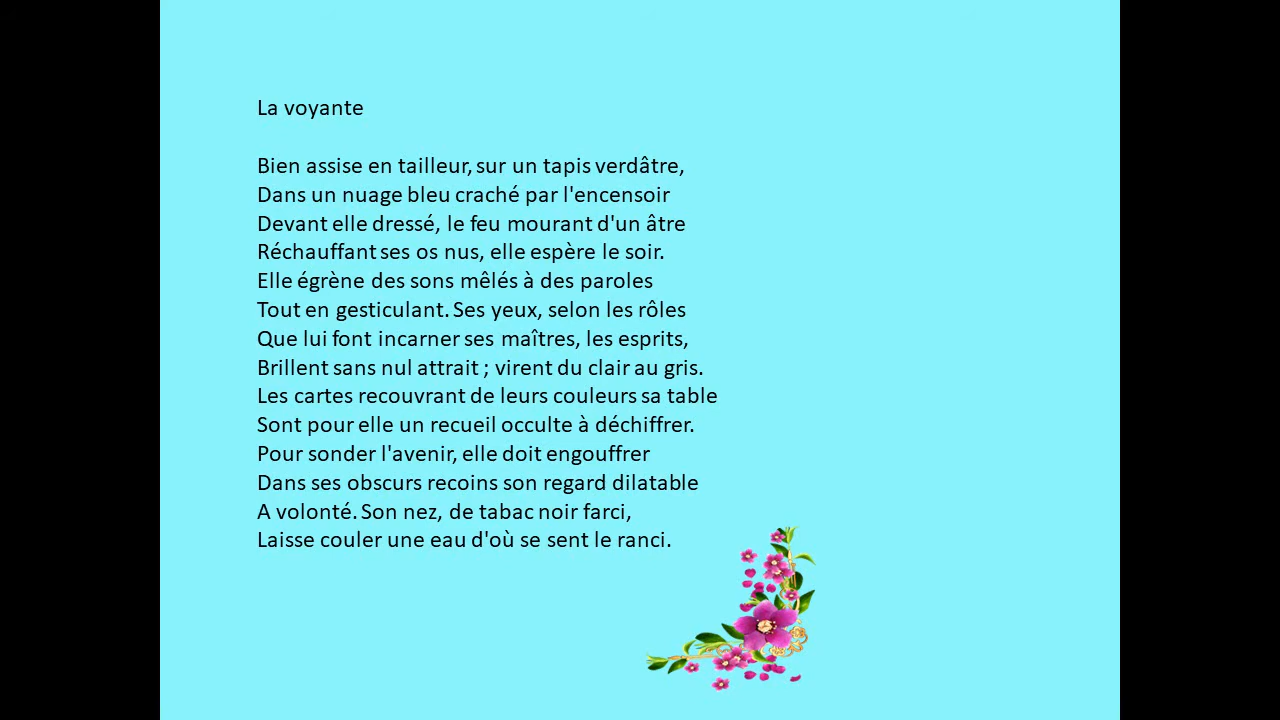 La voyante
Bien assise en tailleur, sur un tapis verdâtre,
Dans un nuage bleu craché par l'encensoir
Devant elle dressé, le feu mourant d'un âtre
Réchauffant ses os nus, elle espère le soir.
Elle égrène des sons mêlés à des paroles
Tout en gesticulant. Ses yeux, selon les rôles
Que lui font incarner ses maîtres, les esprits,
Brillent sans nul attrait ; virent du clair au gris.
Les cartes recouvrant de leurs couleurs sa table
Sont pour elle un recueil occulte à déchiffrer.
Pour sonder l'avenir, elle doit engouffrer
Dans ses obscurs recoins son regard dilatable
A volonté. Son nez, de tabac noir farci,
Laisse couler une eau d'où se sent le ranci.